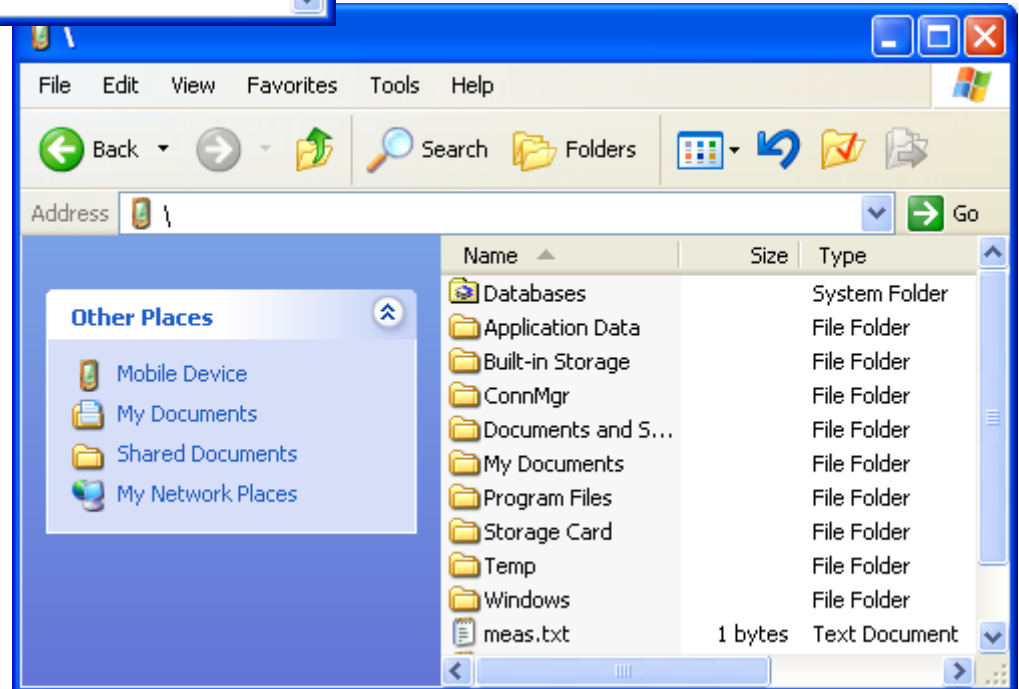 \
File Edit View Favorites Tools Help
Back Search Folders
Address \ Go
Name Size Type
Other Places
Mobile Device
My Documents
Shared Documents
My Network Places
Databases System Folder
Application Data File Folder
Built-in Storage File Folder
ConnMgr File Folder
Documents and S... File Folder
My Documents File Folder
Program Files File Folder
Storage Card File Folder
Temp File Folder
Windows File Folder
meas.txt 1 bytes Text Document